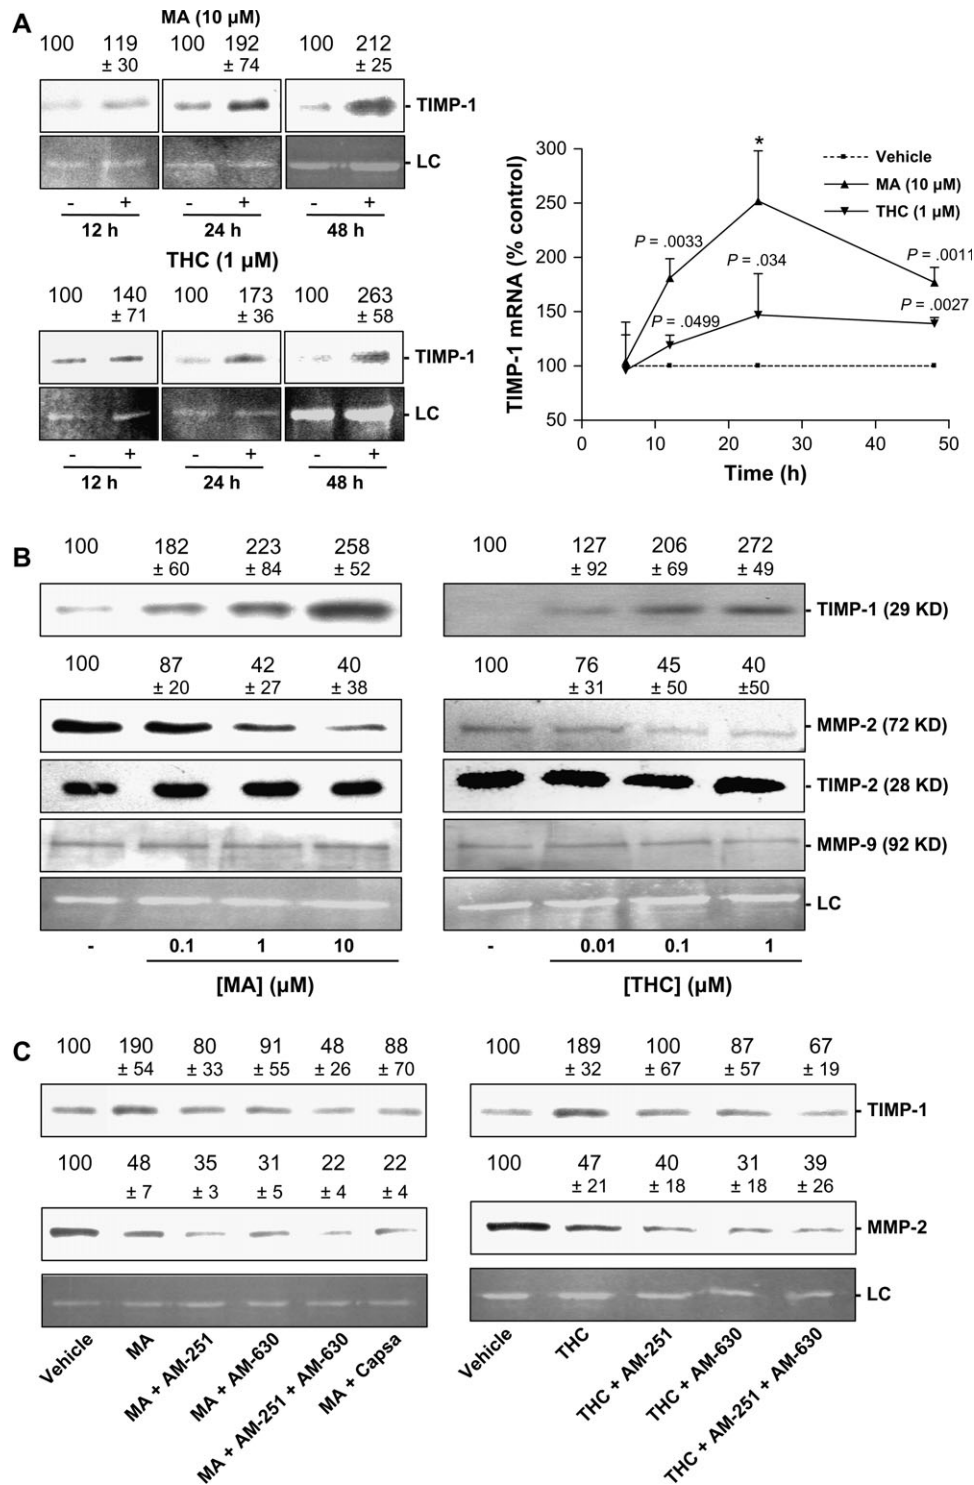 A
MA (10 µM)
100 119 100 192 100 212
± 30 ± 74 ± 25
TIMP-1
LC
- + - + - +
12 h 24 h 48 h
THC (1 µM)
100 140 100 173 100 263
± 71 ± 36 ± 58
TIMP-1
LC
- + - + - +
12 h 24 h 48 h
TIMP-1 mRNA (% control)
300
250
200
150
100
50
0 10 20 30 40 50
Time (h)
Vehicle
MA (10 µM)
THC (1 µM)
*
P = .0033
P = .034
P = .0011
P = .0499
P = .0027
B
100 182 223 258
± 60 ± 84 ± 52
100 127 206 272
± 92 ± 69 ± 49
TIMP-1 (29 KD)
100 87 42 40
± 20 ± 27 ± 38
100 76 45 40
± 31 ± 50 ±50
MMP-2 (72 KD)
TIMP-2 (28 KD)
MMP-9 (92 KD)
LC
- 0.1 1 10
[MA] (µM)
- 0.01 0.1 1
[THC] (µM)
C
100 190 80 91 48 88
± 54 ± 33 ± 55 ± 26 ± 70
100 189 100 87 67
± 32 ± 67 ± 57 ± 19
TIMP-1
100 48 35 31 22 22
± 7 ± 3 ± 5 ± 4 ± 4
100 47 40 31 39
± 21 ± 18 ± 18 ± 26
MMP-2
LC
Vehicle
MA
MA + AM-251
MA + AM-630
MA + AM-251 + AM-630
MA + Capsa
Vehicle
THC
THC + AM-251
THC + AM-630
THC + AM-251 + AM-630